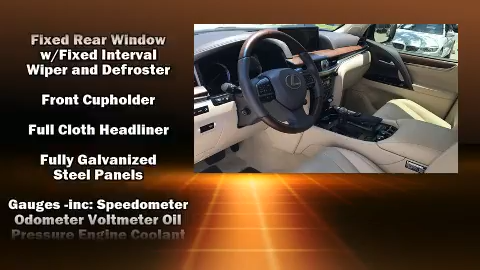 Fixed Rear Window
w/Fixed Interval
Wiper and Defroster
Front Cupholder
Full Cloth Headliner
Fully Galvanized
Steel Panels
Gauges -inc: Speedometer
Odometer Voltmeter Oil
Pressure Engine Coolant